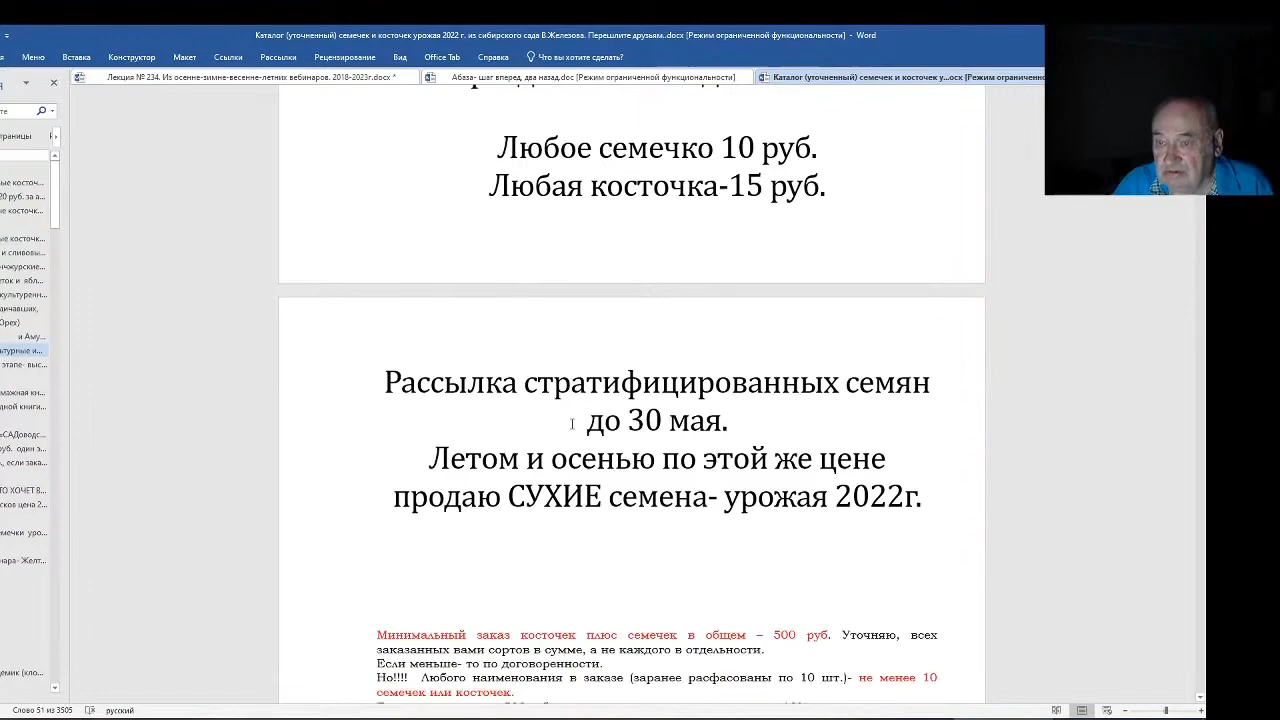 Каталог (уточненный) семечек и косточек урожая 2022 г. из сибирского сада В.Железова. Перешлите друзьям..docx [Режим ограниченной функциональности] - Word
Меню Вставка Конструктор Макет Ссылки Рассылки Рецензирование Вид Office Tab Справка Что вы хотите сделать?
Лекция № 234. Из осенне-зимне-весенне-летних вебинаров. 2018-2023г.docx *
Абаза- шаг вперед, два назад.doc [Режим ограниченной функциональности]
Каталог (уточненный) семечек и косточек у...осх [Режим ограниченно
Любое семечко 10 руб.
Любая косточка-15 руб.
Рассылка стратифицированных семян
до 30 мая.
Летом и осенью по этой же цене
продаю СУХИЕ семена- урожая 2022г.
Минимальный заказ косточек плюс семечек в общем – 500 руб. Уточняю, всех
заказанных вами сортов в сумме, а не каждого в отдельности.
Если меньше- то по договоренности.
Но!!!! Любого наименования в заказе (заранее расфасованы по 10 шт.)- не менее 10
семечек или косточек.
Слово 51 из 3505 русский